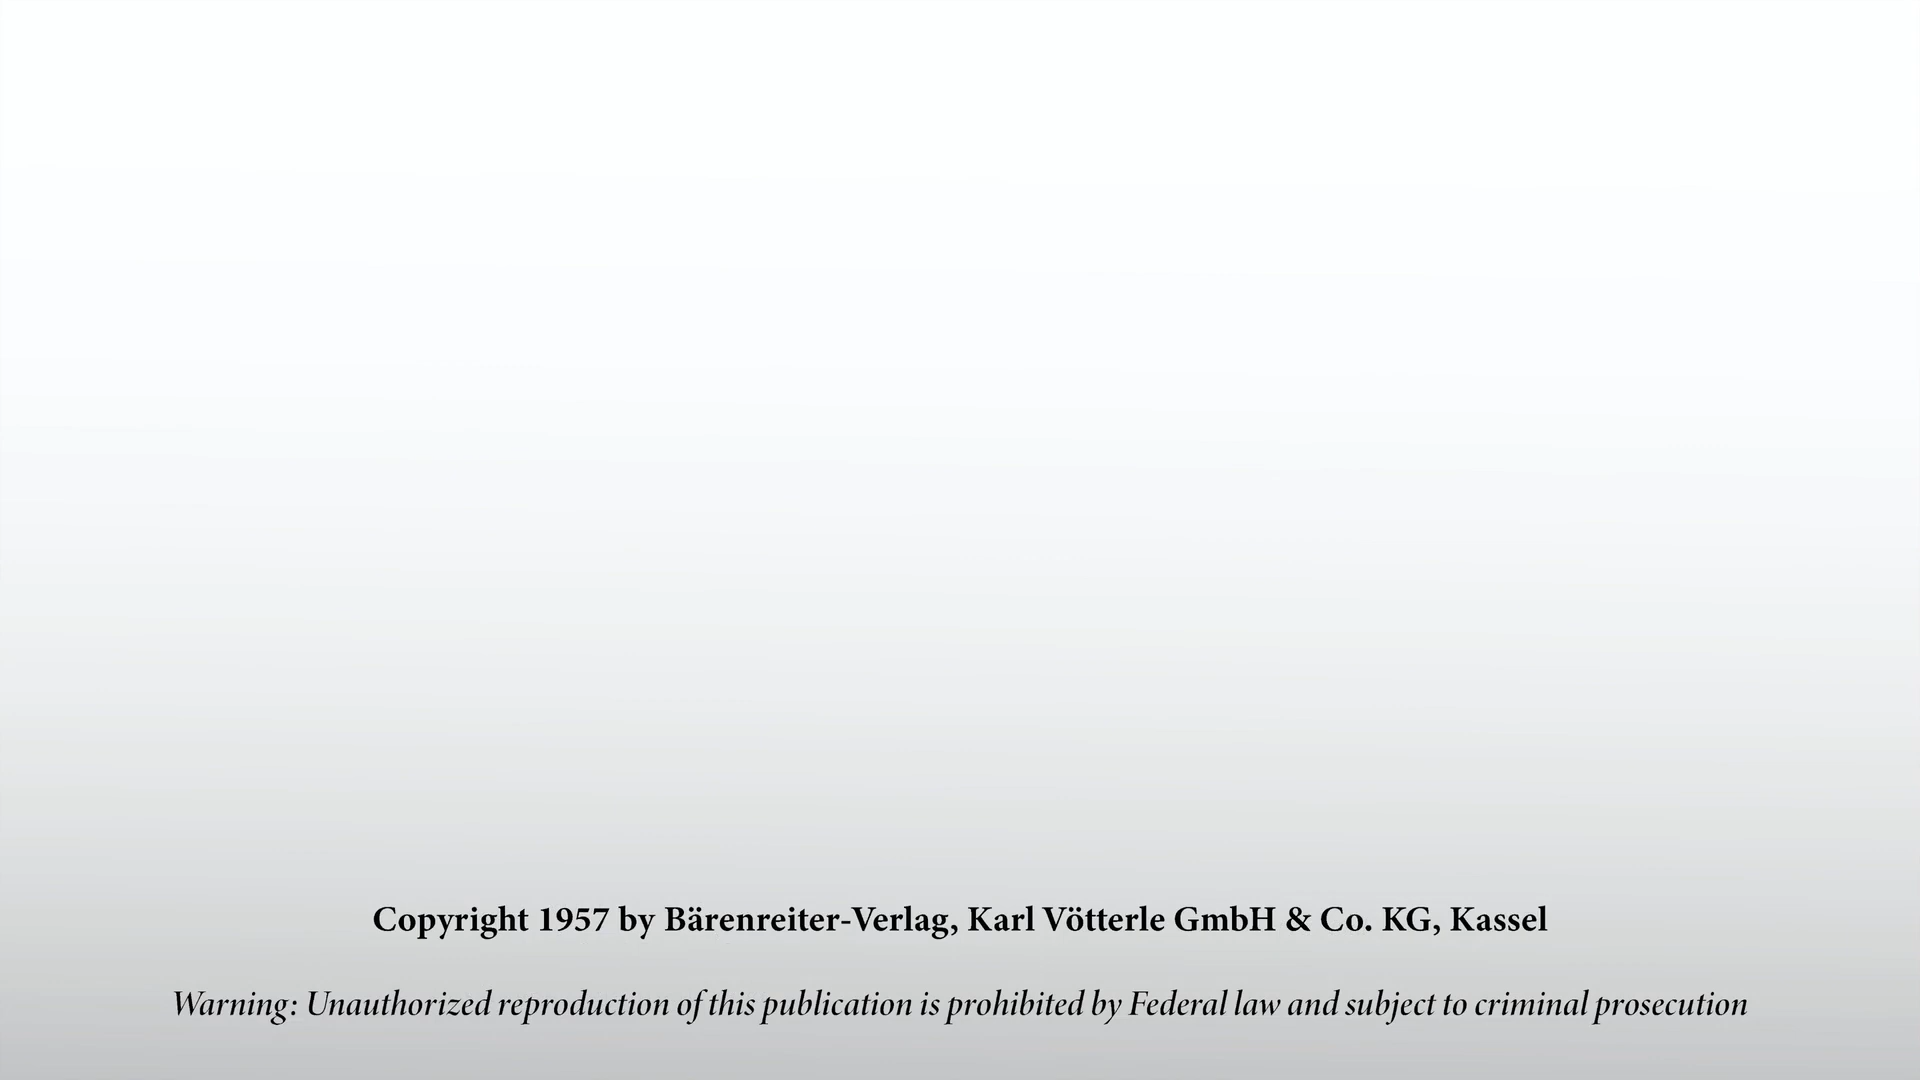 Copyright 1957 by Bärenreiter-Verlag, Karl Vötterle GmbH & Co. KG, Kassel
Warning: Unauthorized reproduction of this publication is prohibited by Federal law and subject to criminal prosecution